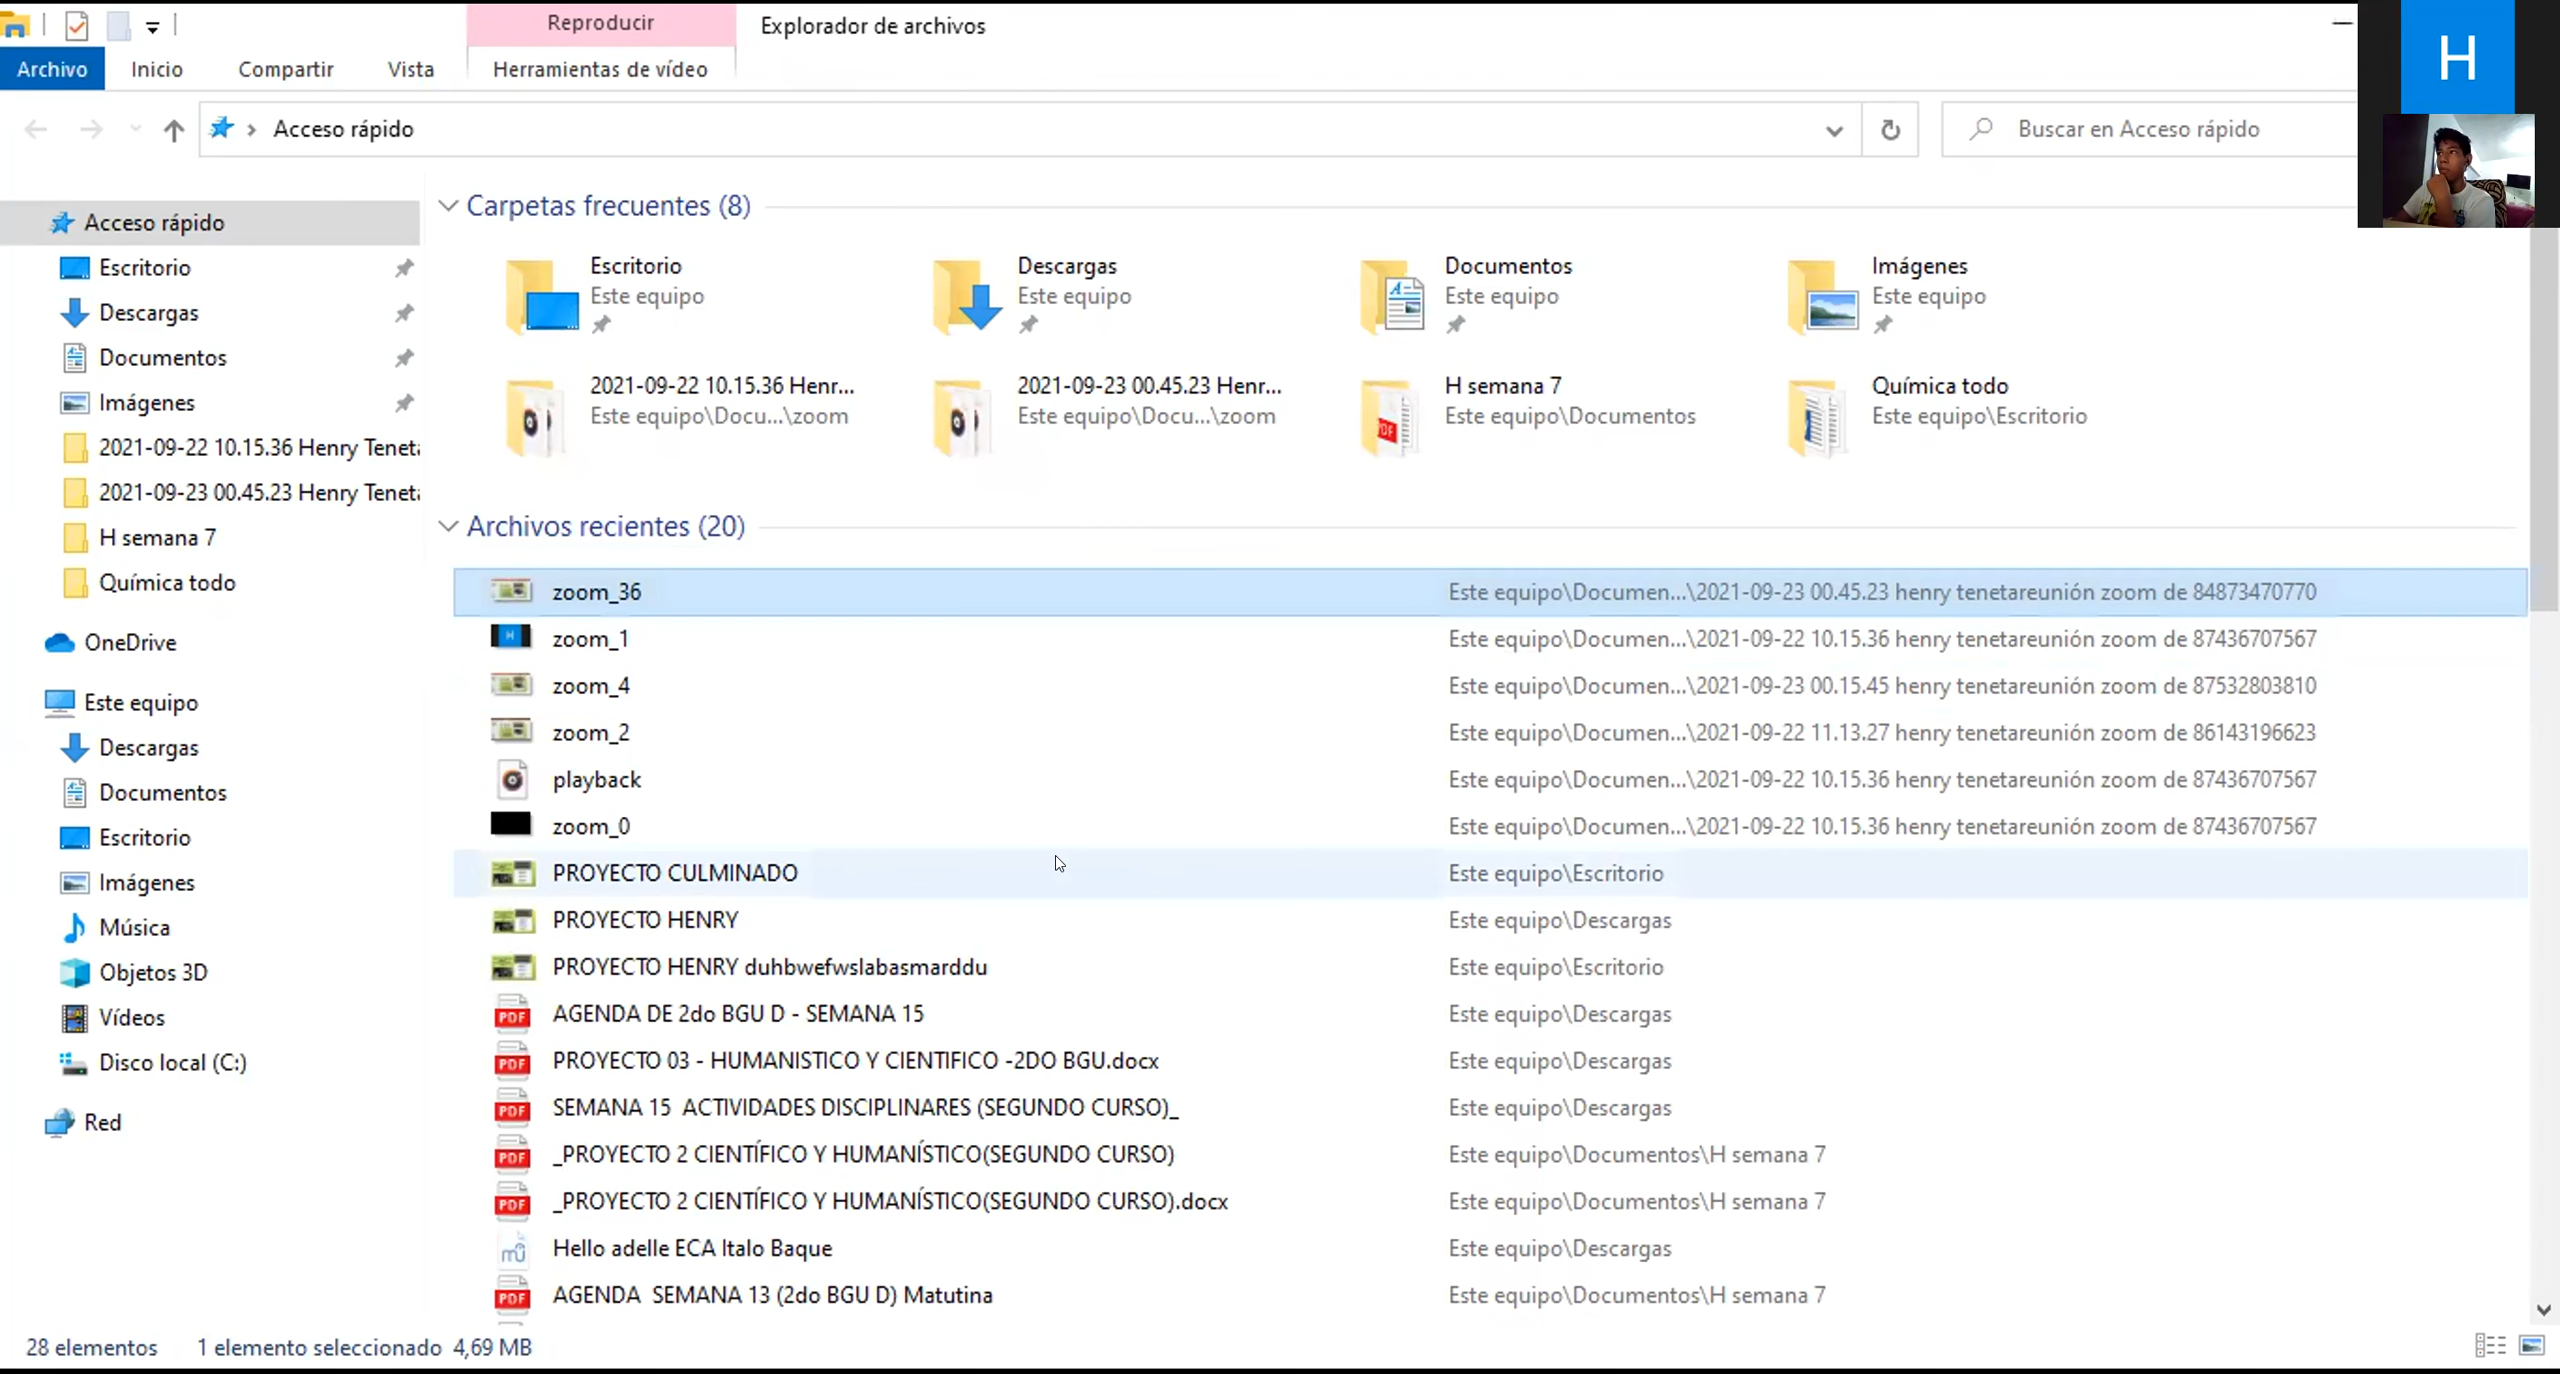 Reproducir
Explorador de archivos
Archivo
Inicio
Compartir
Vista
Herramientas de vídeo
Acceso rápido
Buscar en Acceso rápido
H
Acceso rápido
Escritorio
Descargas
Documentos
Imágenes
2021-09-22 10.15.36 Henry Teneta
2021-09-23 00.45.23 Henry Teneta
H semana 7
Química todo
OneDrive
Este equipo
Descargas
Documentos
Escritorio
Imágenes
Música
Objetos 3D
Vídeos
Disco local (C:)
Red
Carpetas frecuentes (8)
Escritorio
Este equipo
Descargas
Este equipo
Documentos
Este equipo
Imágenes
Este equipo
2021-09-22 10.15.36 Henr...
Este equipo\Docu...\zoom
2021-09-23 00.45.23 Henr...
Este equipo\Docu...\zoom
H semana 7
Este equipo\Documentos
Química todo
Este equipo\Escritorio
Archivos recientes (20)
zoom_36 Este equipo\Documen...\2021-09-23 00.45.23 henry tenetareunión zoom de 84873470770
zoom_1 Este equipo\Documen...\2021-09-22 10.15.36 henry tenetareunión zoom de 87436707567
zoom_4 Este equipo\Documen...\2021-09-23 00.15.45 henry tenetareunión zoom de 87532803810
zoom_2 Este equipo\Documen...\2021-09-22 11.13.27 henry tenetareunión zoom de 86143196623
playback Este equipo\Documen...\2021-09-22 10.15.36 henry tenetareunión zoom de 87436707567
zoom_0 Este equipo\Documen...\2021-09-22 10.15.36 henry tenetareunión zoom de 87436707567
PROYECTO CULMINADO Este equipo\Escritorio
PROYECTO HENRY Este equipo\Descargas
PROYECTO HENRY duhbwefwslabasmarddu Este equipo\Escritorio
AGENDA DE 2do BGU D - SEMANA 15 Este equipo\Descargas
PROYECTO 03 - HUMANISTICO Y CIENTIFICO -2DO BGU.docx Este equipo\Descargas
SEMANA 15  ACTIVIDADES DISCIPLINARES (SEGUNDO CURSO)_ Este equipo\Descargas
_PROYECTO 2 CIENTÍFICO Y HUMANÍSTICO(SEGUNDO CURSO) Este equipo\Documentos\H semana 7
_PROYECTO 2 CIENTÍFICO Y HUMANÍSTICO(SEGUNDO CURSO).docx Este equipo\Documentos\H semana 7
Hello adelle ECA Italo Baque Este equipo\Descargas
AGENDA  SEMANA 13 (2do BGU D) Matutina Este equipo\Documentos\H semana 7
28 elementos 1 elemento seleccionado 4,69 MB